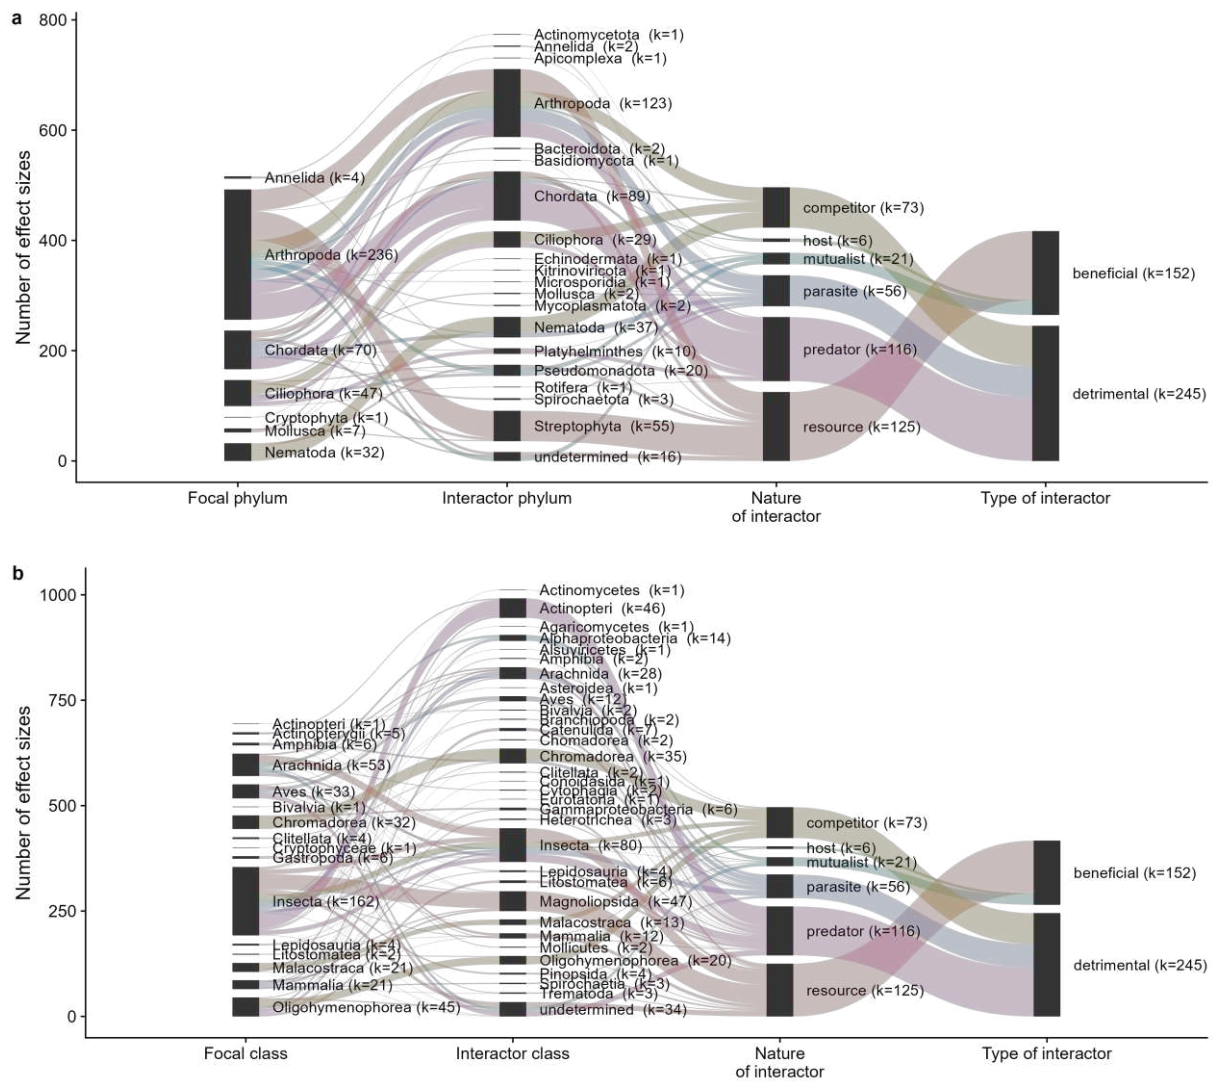 a
800
600
400
200
0
Number of effect sizes
Annelida (k=4)
Arthropoda (k=236)
Chordata (k=70)
Ciliophora (k=47)
Cryptophyta (k=1)
Mollusca (k=7)
Nematoda (k=32)
Actinomycetota (k=1)
Annelida (k=2)
Apicomplexa (k=1)
Arthropoda (k=123)
Bacteroidota (k=2)
Basidiomycota (k=1)
Chordata (k=89)
Ciliophora (k=29)
Echinodermata (k=1)
Kitrinoviricota (k=1)
Microsporidia (k=1)
Mollusca (k=2)
Mycoplasmatota (k=2)
Nematoda (k=37)
Platyhelminthes (k=10)
Pseudomonadota (k=20)
Rotifera (k=1)
Spirochaetota (k=3)
Streptophyta (k=55)
undetermined (k=16)
competitor (k=73)
host (k=6)
mutualist (k=21)
parasite (k=56)
predator (k=116)
resource (k=125)
beneficial (k=152)
detrimental (k=245)
Focal phylum
Interactor phylum
Nature
of interactor
Type of interactor
b
1000
750
500
250
0
Number of effect sizes
Actinopteri (k=1)
Actinopterygii (k=5)
Amphibia (k=6)
Arachnida (k=53)
Aves (k=33)
Bivalvia (k=1)
Chromadorea (k=32)
Clitellata (k=4)
Cryptophyceae (k=1)
Gastropoda (k=6)
Insecta (k=162)
Lepidosauria (k=4)
Litostomatea (k=2)
Malacostraca (k=21)
Mammalia (k=21)
Oligohymenophorea (k=45)
Actinomycetes (k=1)
Actinopteri (k=46)
Agaricomycetes (k=1)
Alphaproteobacteria (k=14)
Alsuviricetes (k=1)
Amphibia (k=2)
Arachnida (k=28)
Asteroidea (k=1)
Aves (k=12)
Bivalvia (k=2)
Branchiopoda (k=2)
Catenulida (k=7)
Chomadorea (k=2)
Chromadorea (k=35)
Clitellata (k=2)
Conoidasida (k=1)
Cytophagia (k=2)
Eurotatoria (k=1)
Gammaproteobacteria (k=6)
Heterotrichea (k=3)
Insecta (k=80)
Lepidosauria (k=4)
Litostomatea (k=6)
Magnoliopsida (k=47)
Malacostraca (k=13)
Mammalia (k=12)
Mollicutes (k=2)
Oligohymenophorea (k=20)
Pinopsida (k=4)
Spirochaetia (k=3)
Trematoda (k=3)
undetermined (k=34)
competitor (k=73)
host (k=6)
mutualist (k=21)
parasite (k=56)
predator (k=116)
resource (k=125)
beneficial (k=152)
detrimental (k=245)
Focal class
Interactor class
Nature
of interactor
Type of interactor